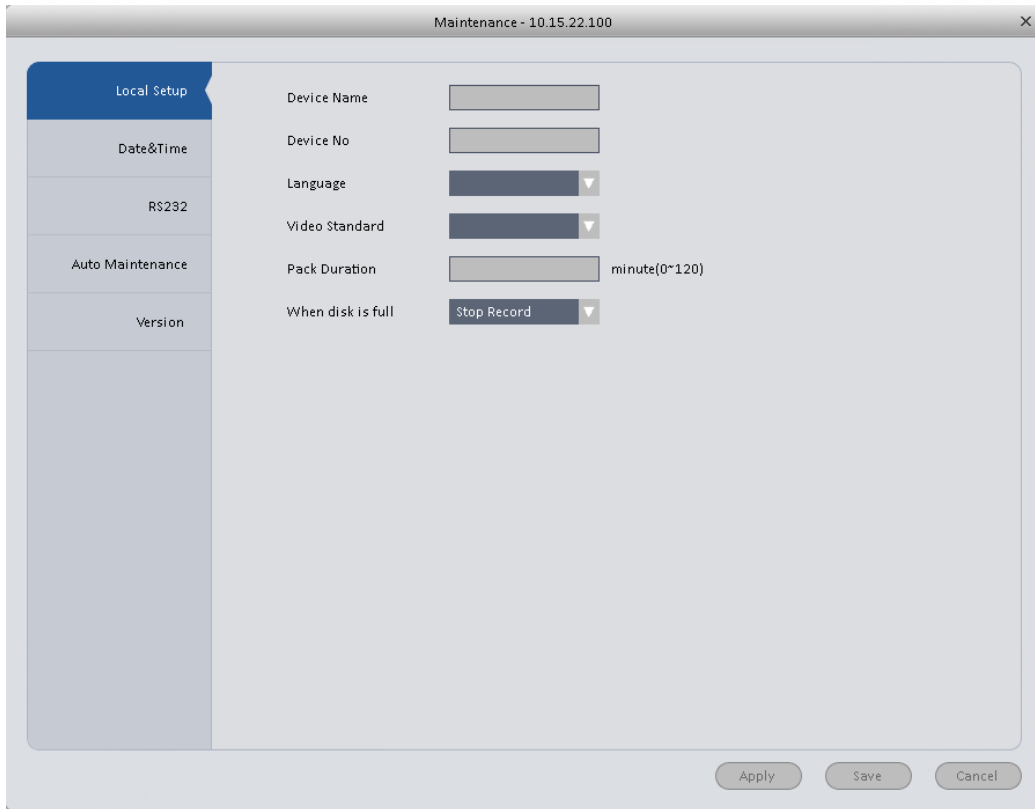 Maintenance - 10.15.22.100
Local Setup
Date&Time
RS232
Auto Maintenance
Version
Device Name
Device No
Language
Video Standard
Pack Duration minute(0~120)
When disk is full Stop Record
Apply Save Cancel